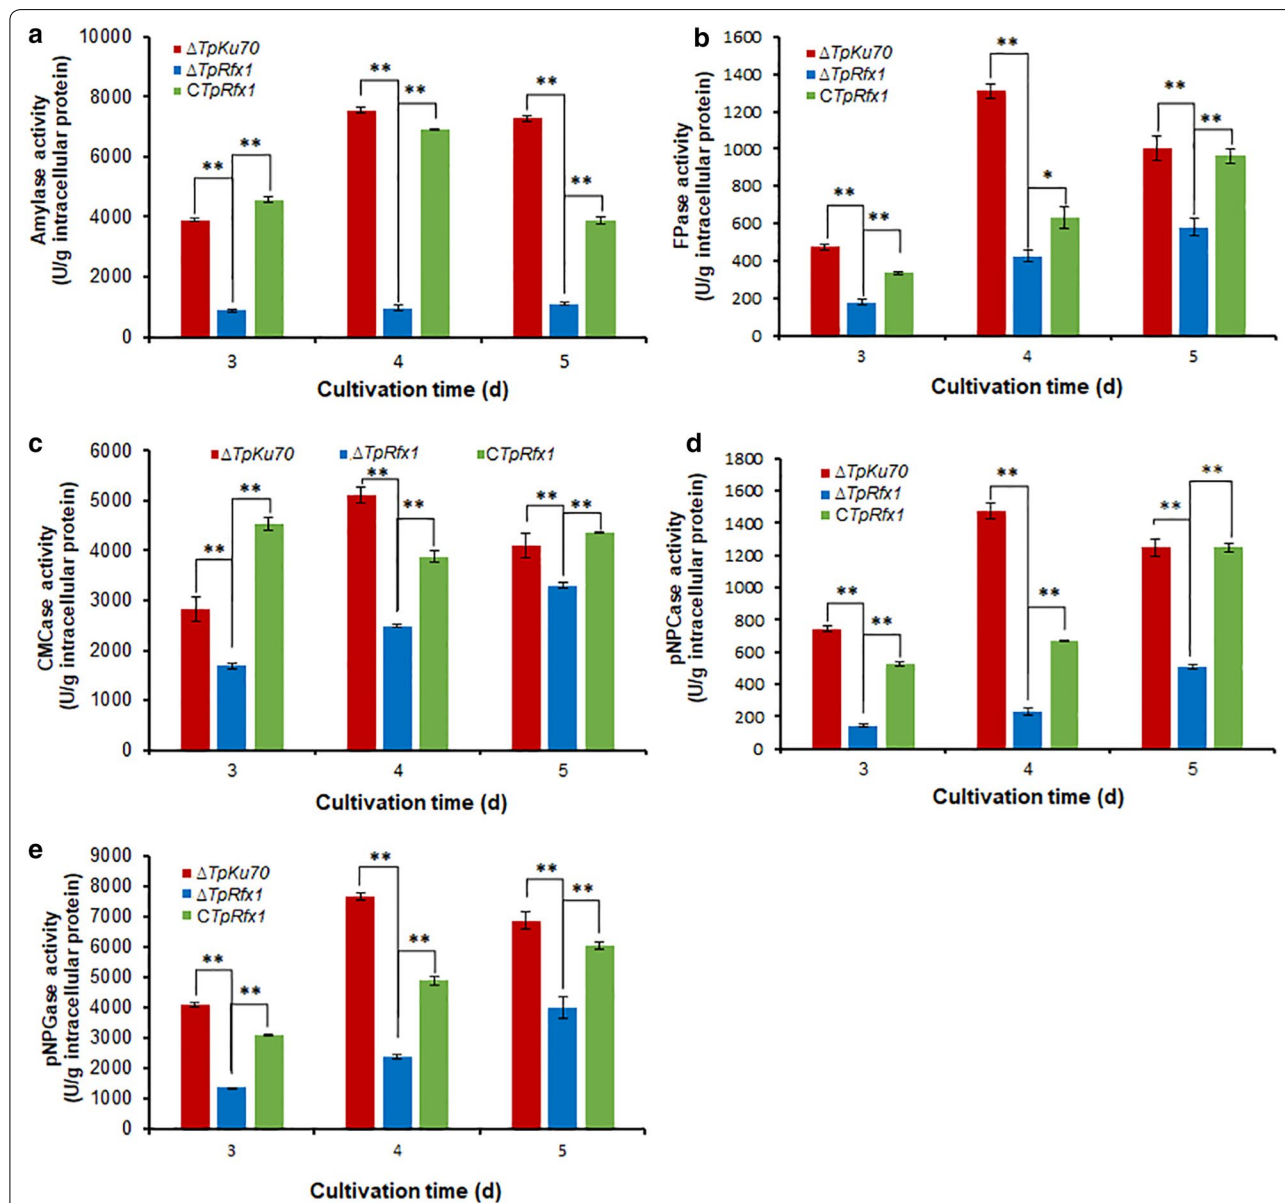 a
Amylase activity
(U/g intracellular protein)
10000
8000
6000
4000
2000
0
ΔTpKu70
ΔTpRfx1
CTpRfx1
**
**
**
**
**
**
3
4
5
Cultivation time (d)
b
FPase activity
(U/g intracellular protein)
1600
1400
1200
1000
800
600
400
200
0
ΔTpKu70
ΔTpRfx1
CTpRfx1
**
**
**
*
**
**
3
4
5
Cultivation time (d)
c
CMCase activity
(U/g intracellular protein)
6000
5000
4000
3000
2000
1000
0
ΔTpKu70
ΔTpRfx1
CTpRfx1
**
**
**
**
**
**
3
4
5
Cultivation time (d)
d
pNPCase activity
(U/g intracellular protein)
1800
1600
1400
1200
1000
800
600
400
200
0
ΔTpKu70
ΔTpRfx1
CTpRfx1
**
**
**
**
**
**
3
4
5
Cultivation time (d)
e
pNPGase activity
(U/g intracellular protein)
9000
8000
7000
6000
5000
4000
3000
2000
1000
0
ΔTpKu70
ΔTpRfx1
CTpRfx1
**
**
**
**
**
**
3
4
5
Cultivation time (d)